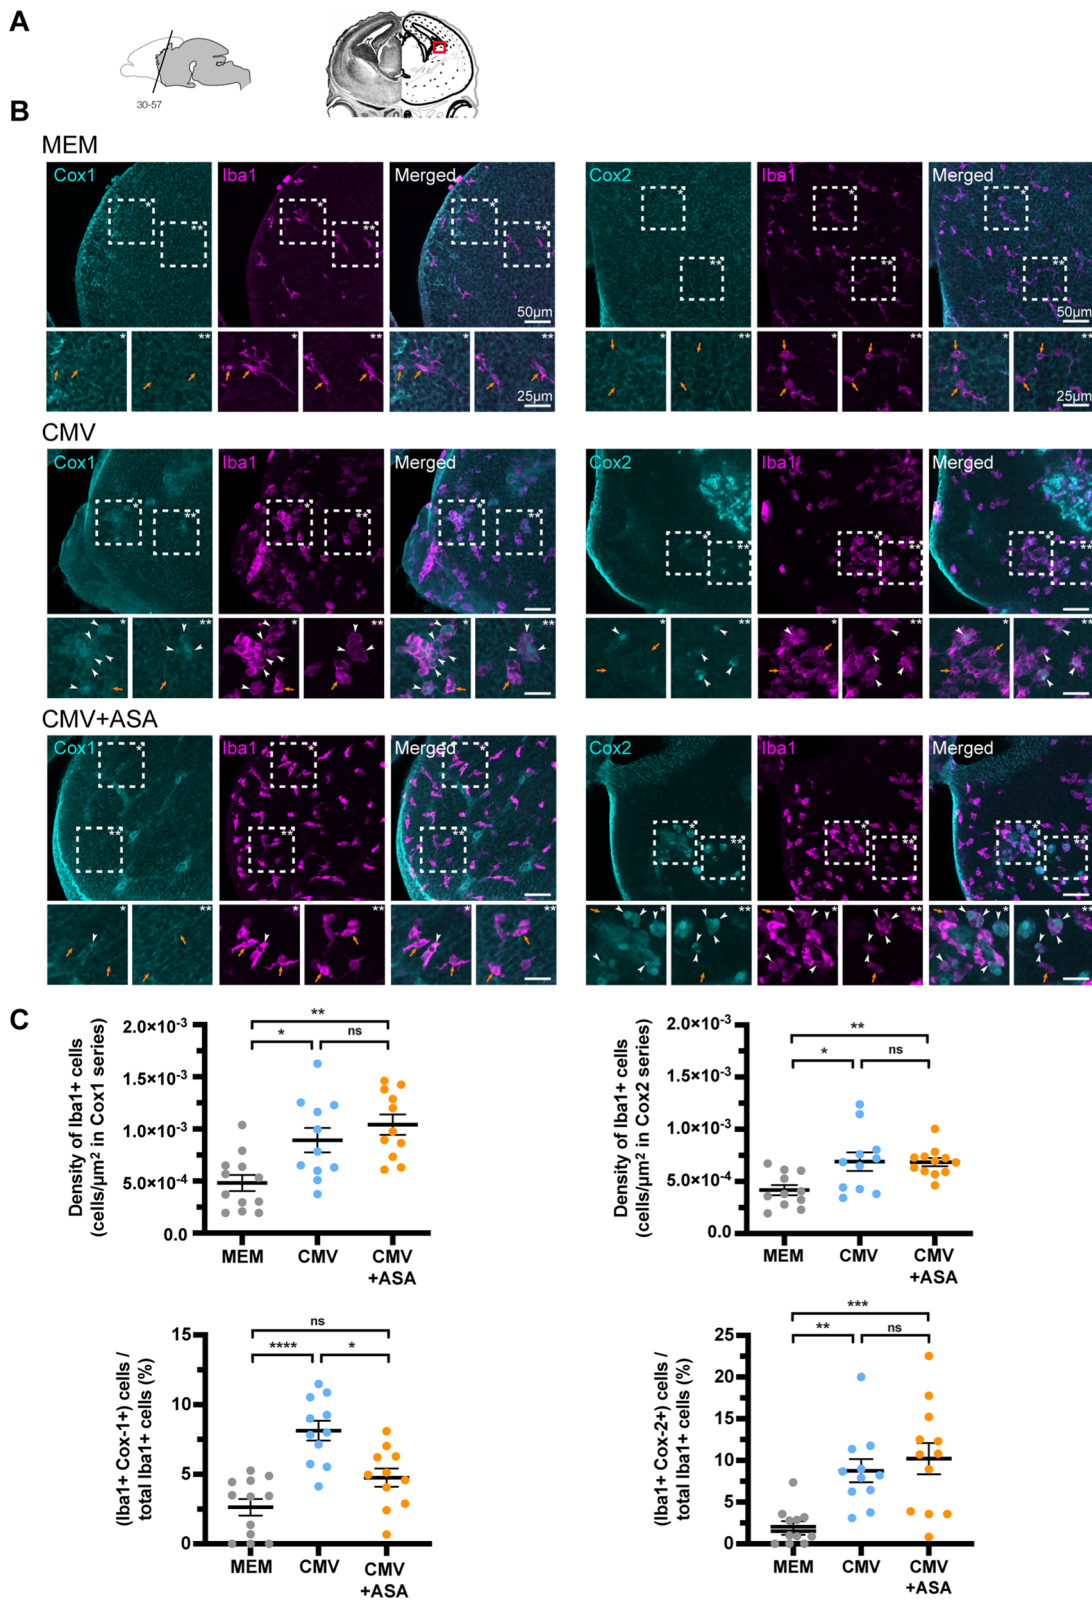 A
30-57
B
MEM
Cox1 Iba1 Merged Cox2 Iba1 Merged
* * * * * *
** ** ** ** ** **
50µm 50µm
* ** * ** * ** * ** * ** * **
25µm 25µm
CMV
Cox1 Iba1 Merged Cox2 Iba1 Merged
* * * * * *
** ** ** ** ** **
* ** * ** * ** * ** * ** * **
CMV+ASA
Cox1 Iba1 Merged Cox2 Iba1 Merged
* * * * * *
** ** ** ** ** **
* ** * ** * ** * ** * ** * **
C
Density of Iba1+ cells
(cells/µm² in Cox1 series)
2.0×10⁻³
1.5×10⁻³
1.0×10⁻³
5.0×10⁻⁴
0.0
**
* ns
MEM CMV CMV
+ASA
Density of Iba1+ cells
(cells/µm² in Cox2 series)
2.0×10⁻³
1.5×10⁻³
1.0×10⁻³
5.0×10⁻⁴
0.0
**
* ns
MEM CMV CMV
+ASA
(Iba1+ Cox-1+) cells /
total Iba1+ cells (%)
15
10
5
0
ns
**** *
MEM CMV CMV
+ASA
(Iba1+ Cox-2+) cells /
total Iba1+ cells (%)
25
20
15
10
5
0
***
** ns
MEM CMV CMV
+ASA